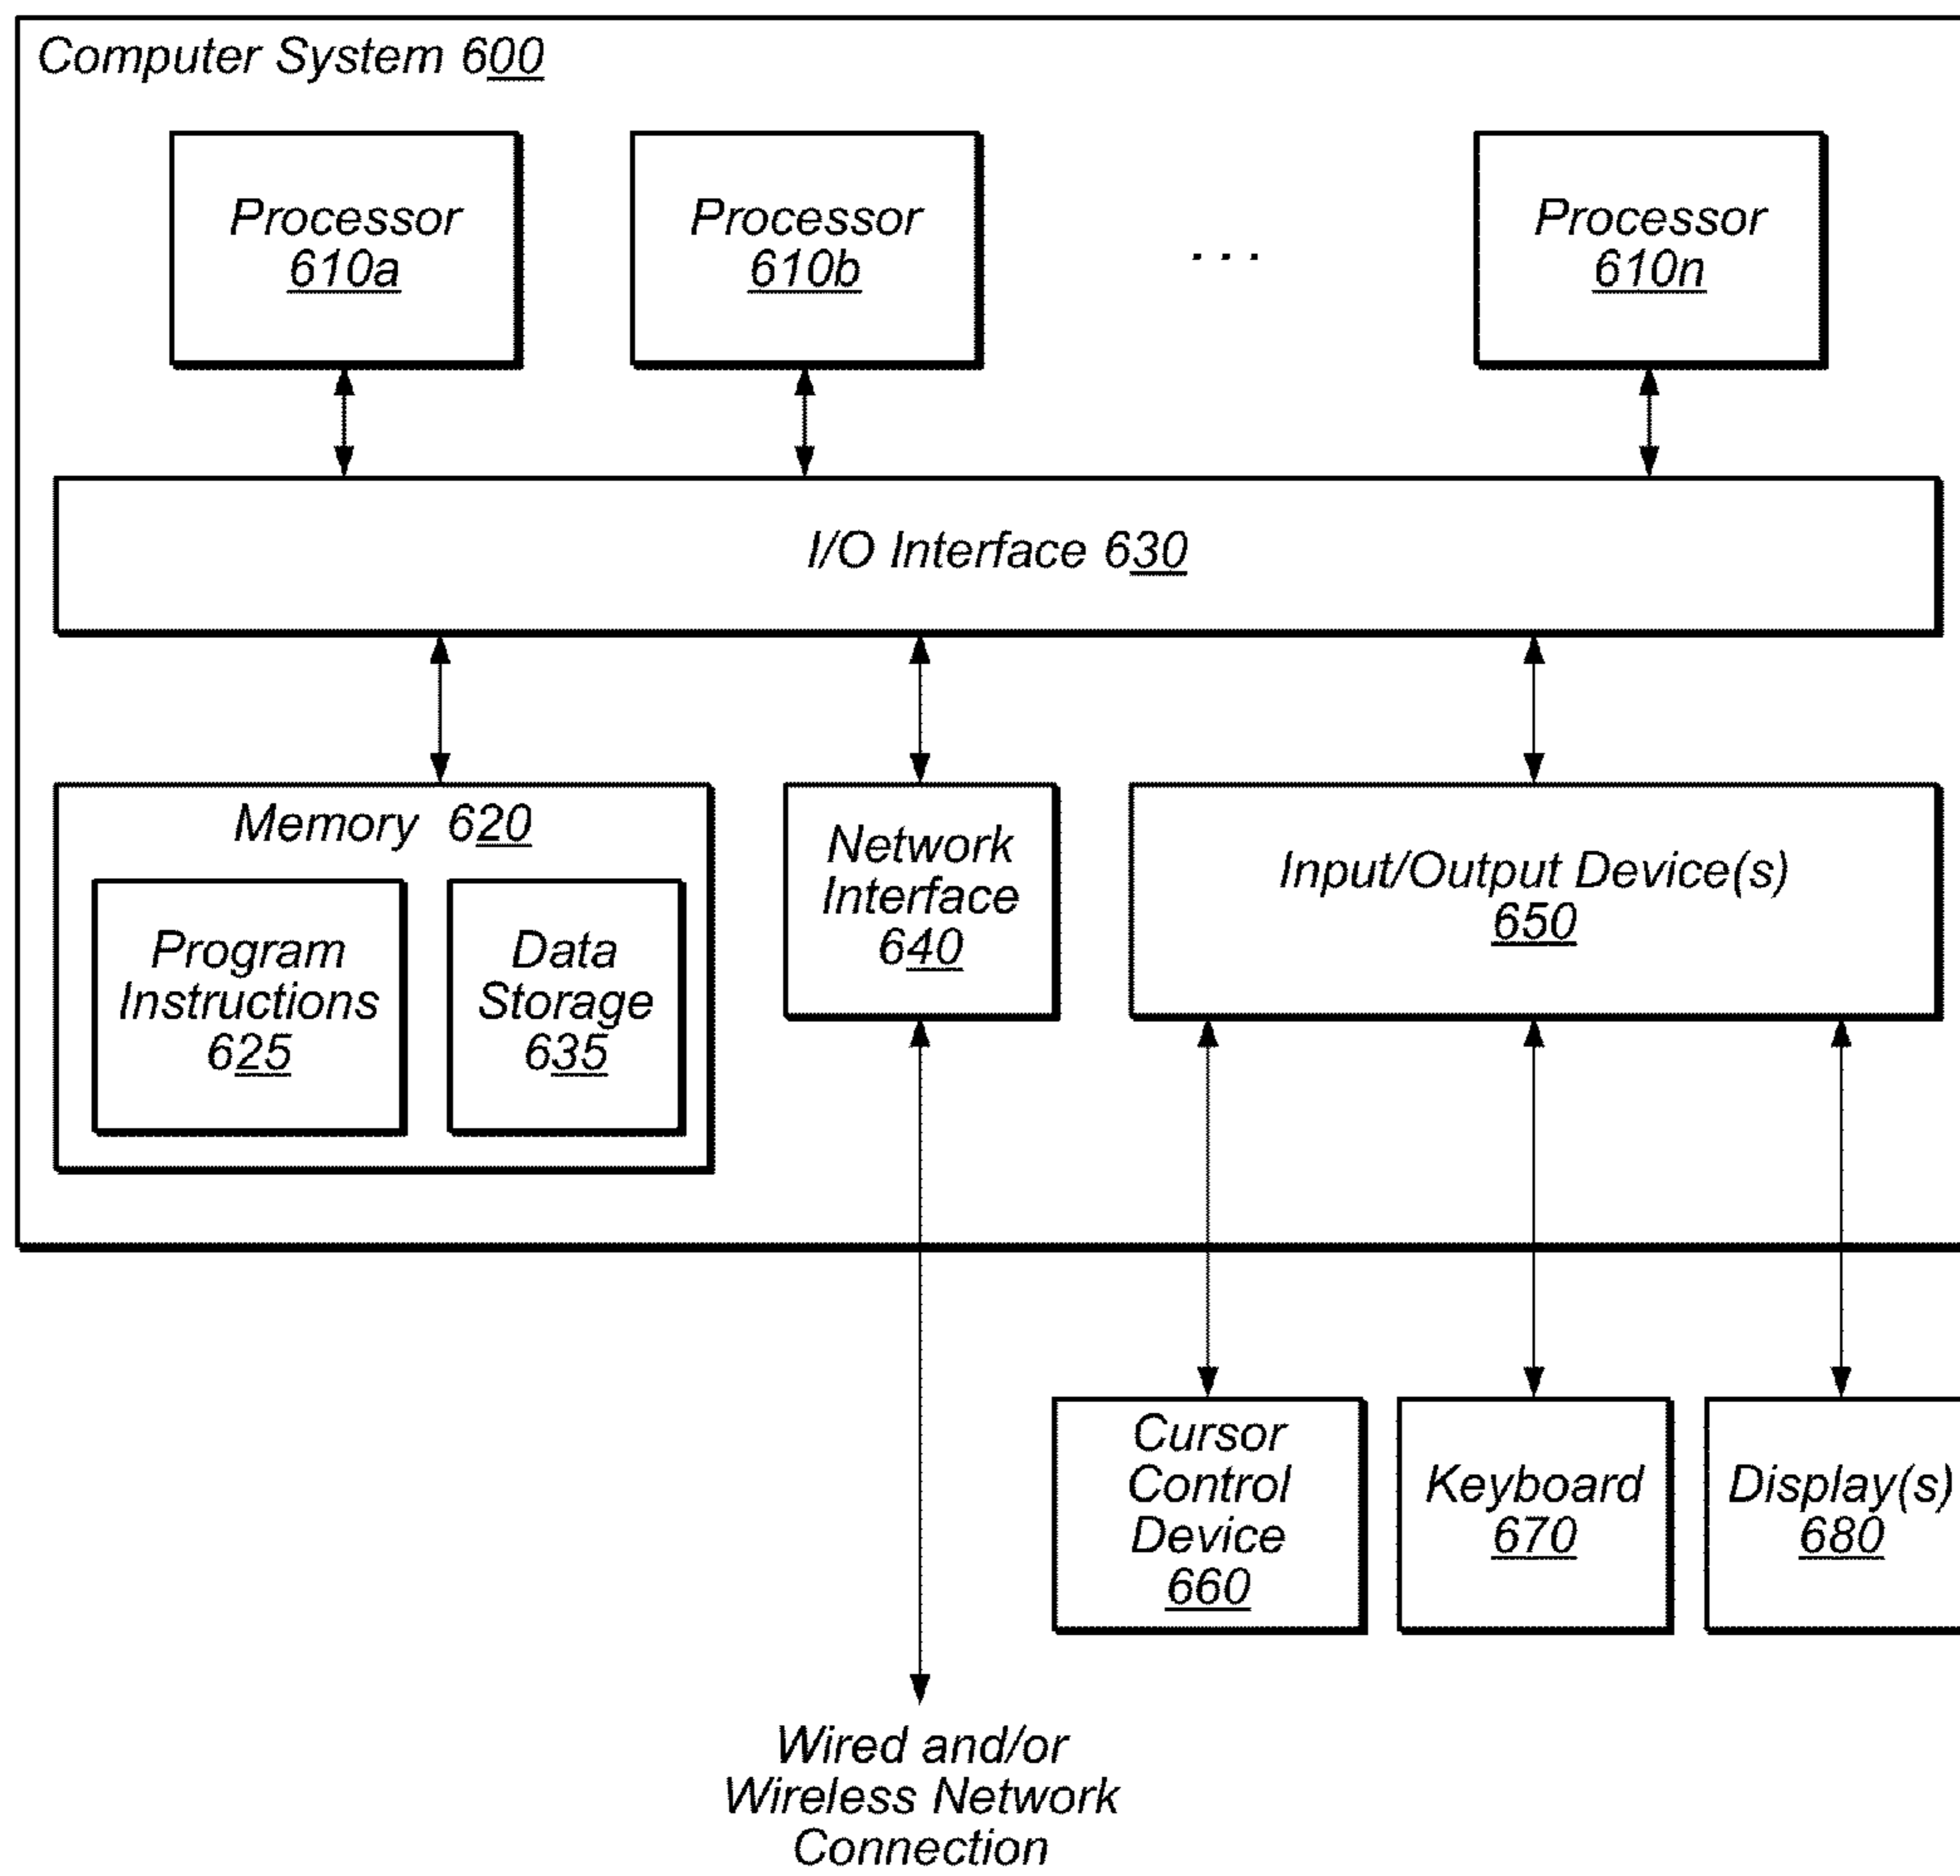 Computer System 600
Processor
610a
Processor
610b
. . .
Processor
610n
I/O Interface 630
Memory 620
Program
Instructions
625
Data
Storage
635
Network
Interface
640
Input/Output Device(s)
650
Cursor
Control
Device
660
Keyboard
670
Display(s)
680
Wired and/or
Wireless Network
Connection